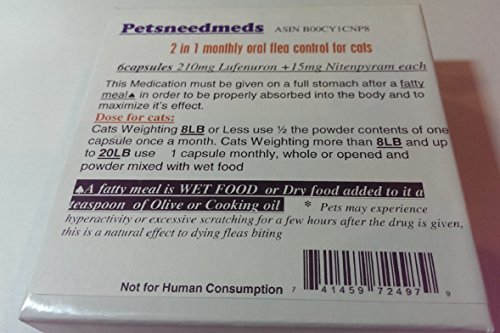 Petsneedmeds ASIN B00CY1CNP8
2 in 1 monthly oral flea control for cats
6capsules 210mg Lufenuron +15mg Nitenpyram each
This Medication must be given on a full stomach after a fatty
meal♠ in order to be properly absorbed into the body and to
maximize it's effect.
Dose for cats:
Cats Weighting 8LB or Less use ½ the powder contents of one
capsule once a month. Cats Weighting more than 8LB and up
to 20LB use 1 capsule monthly, whole or opened and
powder mixed with wet food
♠A fatty meal is WET FOOD or Dry food added to it a
teaspoon of Olive or Cooking oil
* Pets may experience
hyperactivity or excessive scratching for a few hours after the drug is given,
this is a natural effect to dying fleas biting
Not for Human Consumption
7 41459 72497 9